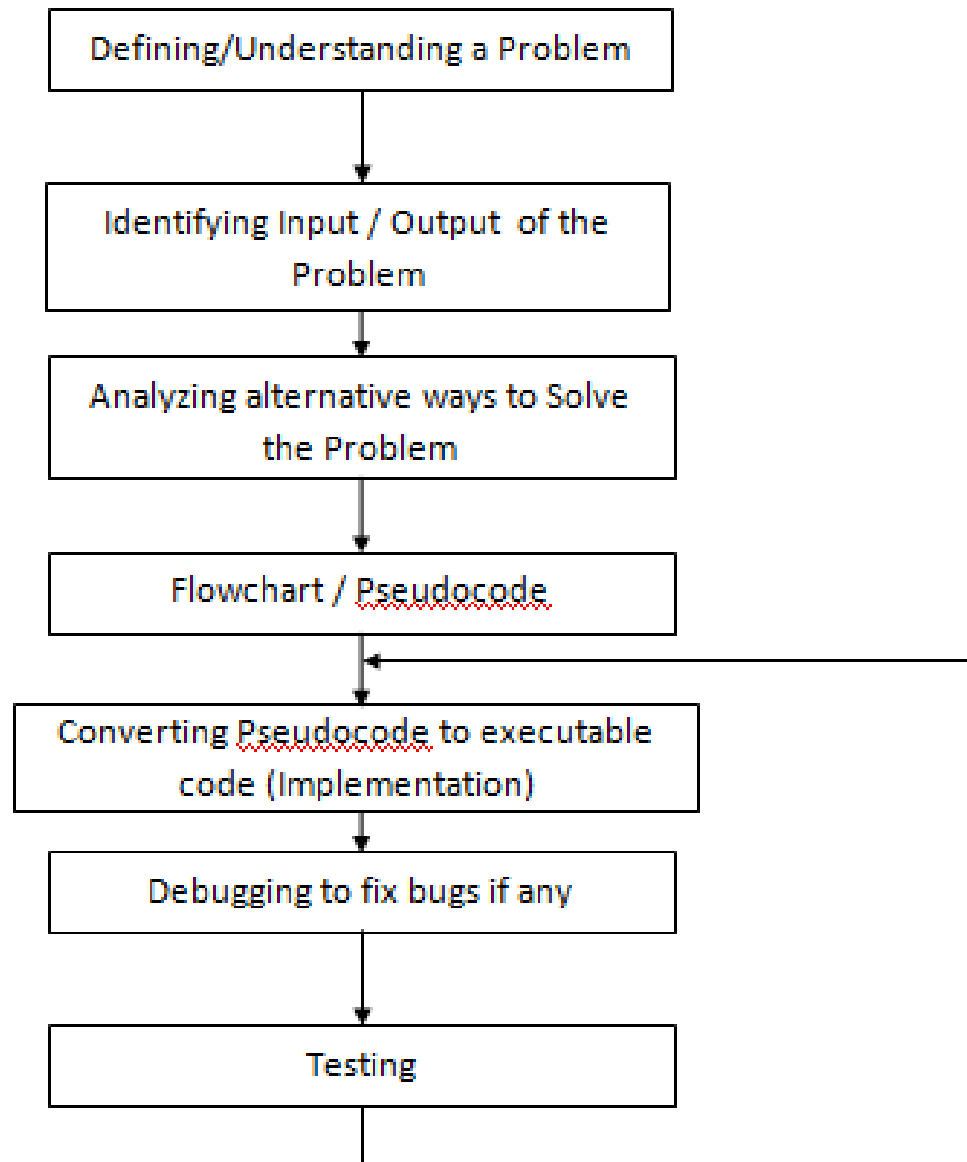 Defining/Understanding a Problem
Identifying Input / Output of the
Problem
Analyzing alternative ways to Solve
the Problem
Flowchart / Pseudocode
Converting Pseudocode to executable
code (Implementation)
Debugging to fix bugs if any
Testing